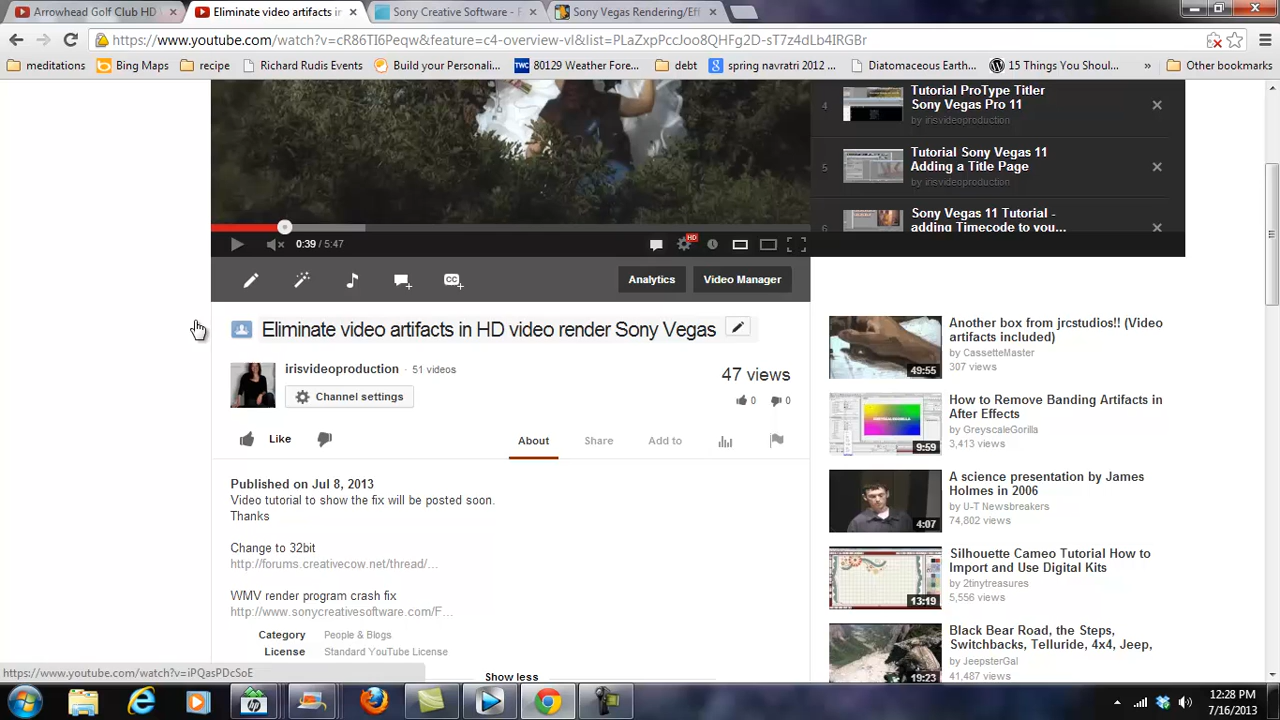 Arrowhead Golf Club HD
Eliminate video artifacts in
Sony Creative Software - F
Sony Vegas Rendering/Eff
https://www.youtube.com/watch?v=cR86TI6Peqw&feature=c4-overview-vl&list=PLaZxpPccJoo8QHFg2D-sT7z4dLb4IRGBr
meditations
Bing Maps
recipe
Richard Rudis Events
Build your Personali...
TWC
80129 Weather Fore...
debt
spring navratri 2012 ...
Diatomaceous Earth...
15 Things You Shoul...
»
Other bookmarks
4
Tutorial ProType Titler
Sony Vegas Pro 11
by irisvideoproduction
5
Tutorial Sony Vegas 11
Adding a Title Page
by irisvideoproduction
6
Sony Vegas 11 Tutorial -
adding Timecode to you...
0:39 / 5:47
HD
CC
Analytics
Video Manager
Eliminate video artifacts in HD video render Sony Vegas
irisvideoproduction · 51 videos
Channel settings
47 views
0
0
Like
About
Share
Add to
Published on Jul 8, 2013
Video tutorial to show the fix will be posted soon.
Thanks
Change to 32bit
http://forums.creativecow.net/thread/...
WMV render program crash fix
http://www.sonycreativesoftware.com/F...
Category
People & Blogs
License
Standard YouTube License
Show less
Another box from jrcstudios!! (Video
artifacts included)
by CassetteMaster
307 views
49:55
How to Remove Banding Artifacts in
After Effects
by GreyscaleGorilla
3,413 views
9:59
A science presentation by James
Holmes in 2006
by U-T Newsbreakers
74,802 views
4:07
Silhouette Cameo Tutorial How to
Import and Use Digital Kits
by 2tinytreasures
5,556 views
13:19
Black Bear Road, the Steps,
Switchbacks, Telluride, 4x4, Jeep,
by JeepsterGal
41,487 views
19:23
https://www.youtube.com/watch?v=iPQasPDcSoE
12:28 PM
7/16/2013